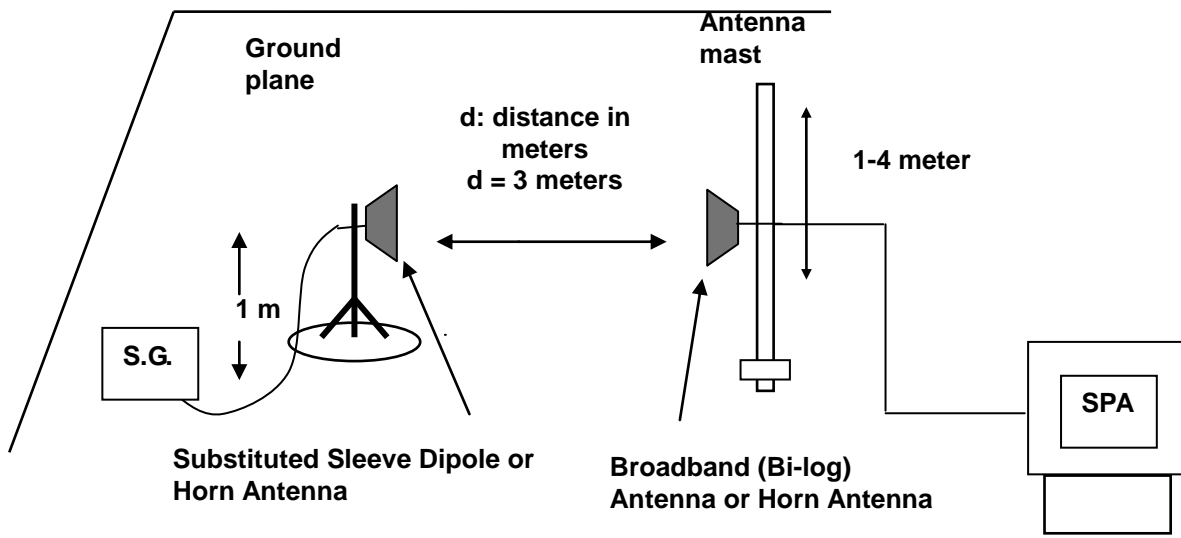 Ground
plane
Antenna
mast
d: distance in
meters
d = 3 meters
1-4 meter
1 m
S.G.
SPA
Substituted Sleeve Dipole or
Horn Antenna
Broadband (Bi-log)
Antenna or Horn Antenna